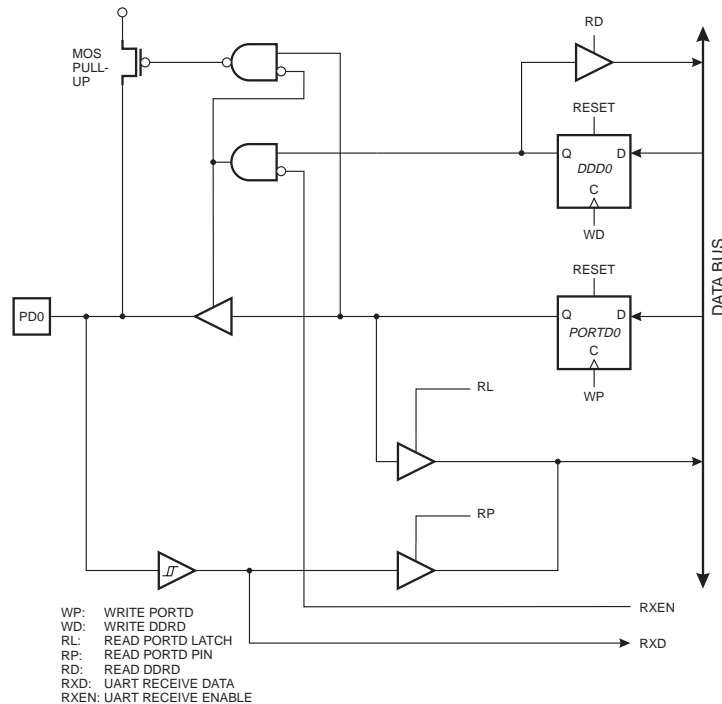 MOS
PULL-
UP
RD
RESET
Q D
DDD0
C
WD
RESET
PD0
Q D
PORTD0
C
WP
DATA BUS
RL
RP
RXEN
RXD
WP: WRITE PORTD
WD: WRITE DDRD
RL: READ PORTD LATCH
RP: READ PORTD PIN
RD: READ DDRD
RXD: UART RECEIVE DATA
RXEN: UART RECEIVE ENABLE